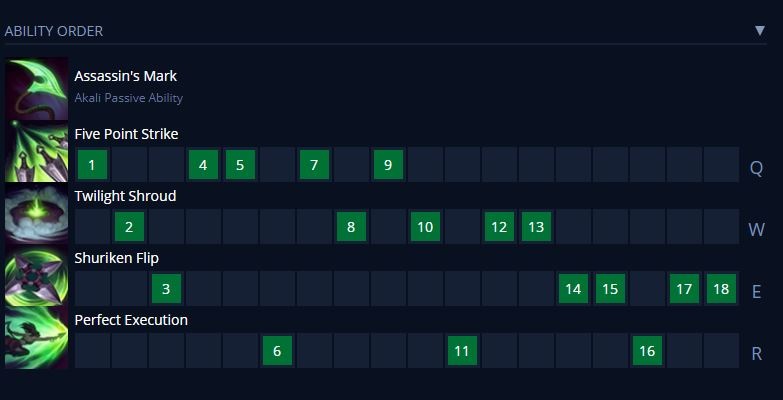 ABILITY ORDER ▼
Assassin's Mark
Akali Passive Ability
Five Point Strike
1 4 5 7 9 Q
Twilight Shroud
2 8 10 12 13 W
Shuriken Flip
3 14 15 17 18 E
Perfect Execution
6 11 16 R